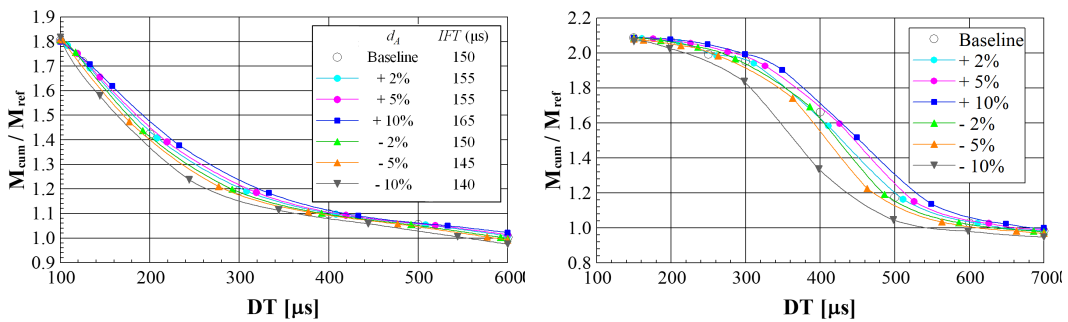 1.9
1.8
1.7
1.6
1.5
1.4
1.3
1.2
1.1
1.0
0.9
M_cum / M_ref
100 200 300 400 500 600
DT [μs]
d_A IFT (μs)
Baseline 150
+ 2% 155
+ 5% 155
+ 10% 165
- 2% 150
- 5% 145
- 10% 140
2.2
2.0
1.8
1.6
1.4
1.2
1.0
0.8
M_cum / M_ref
100 200 300 400 500 600 700
DT [μs]
Baseline
+ 2%
+ 5%
+ 10%
- 2%
- 5%
- 10%